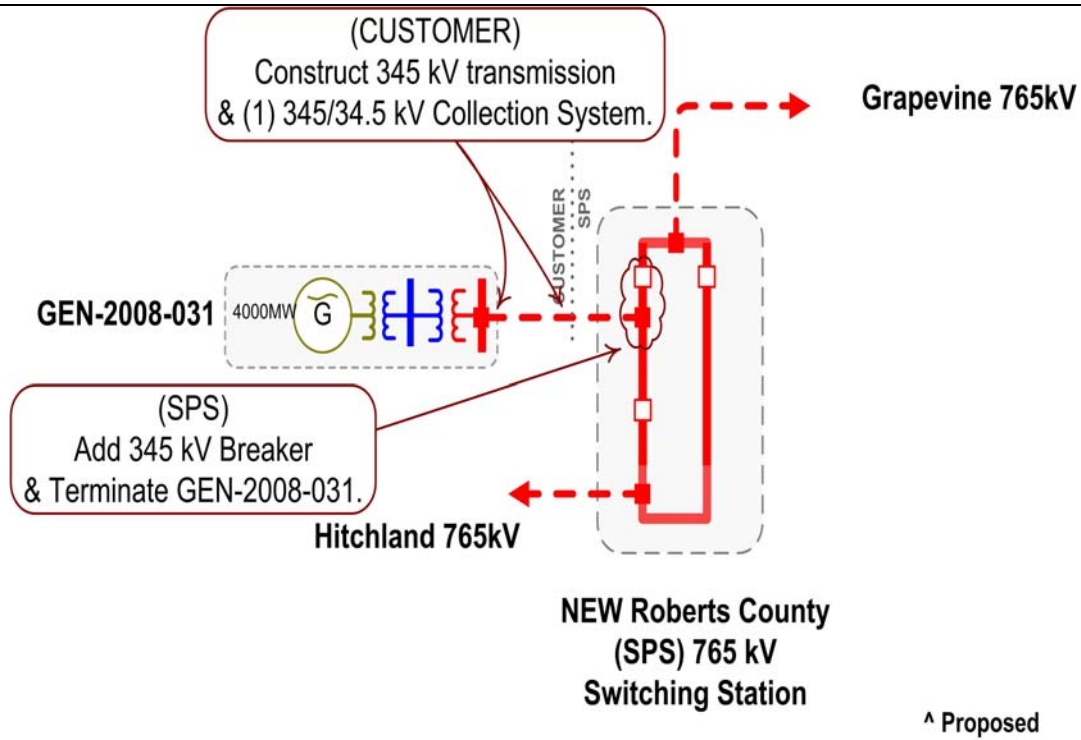 (CUSTOMER)
Construct 345 kV transmission
& (1) 345/34.5 kV Collection System.
Grapevine 765kV
CUSTOMER
SPS
GEN-2008-031
4000MW
G
(SPS)
Add 345 kV Breaker
& Terminate GEN-2008-031.
Hitchland 765kV
NEW Roberts County
(SPS) 765 kV
Switching Station
^ Proposed